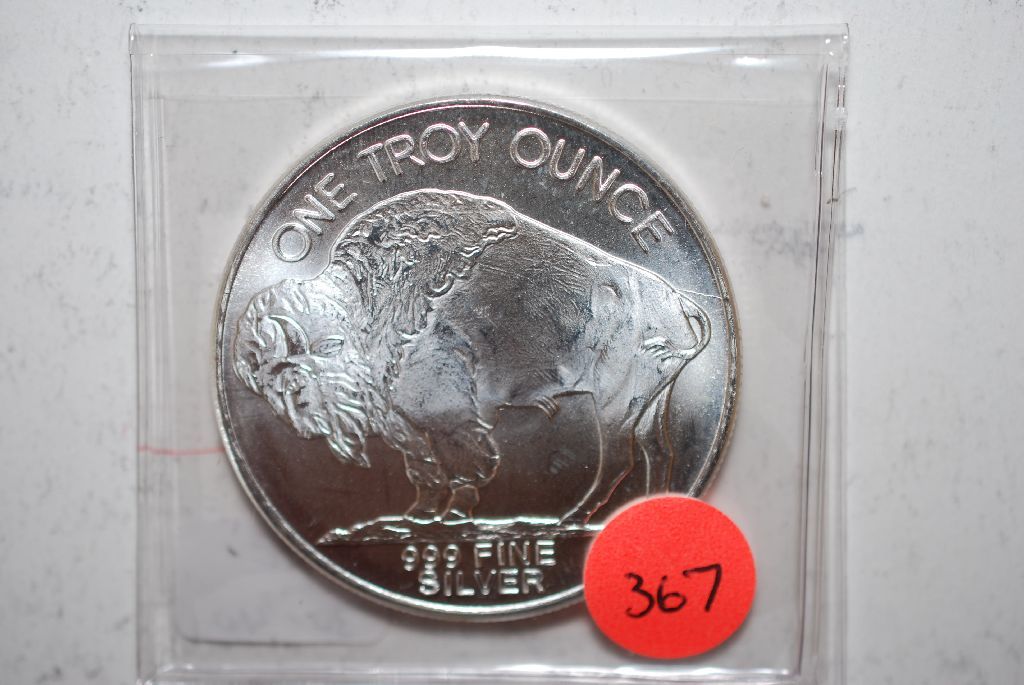 ONE TROY OUNCE
999 FINE
SILVER
367